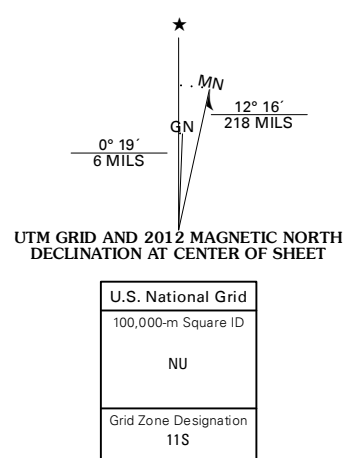 ★
MN
GN
12° 16´
218 MILS
0° 19´
6 MILS
UTM GRID AND 2012 MAGNETIC NORTH
DECLINATION AT CENTER OF SHEET
U.S. National Grid
100,000-m Square ID
NU
Grid Zone Designation
11S